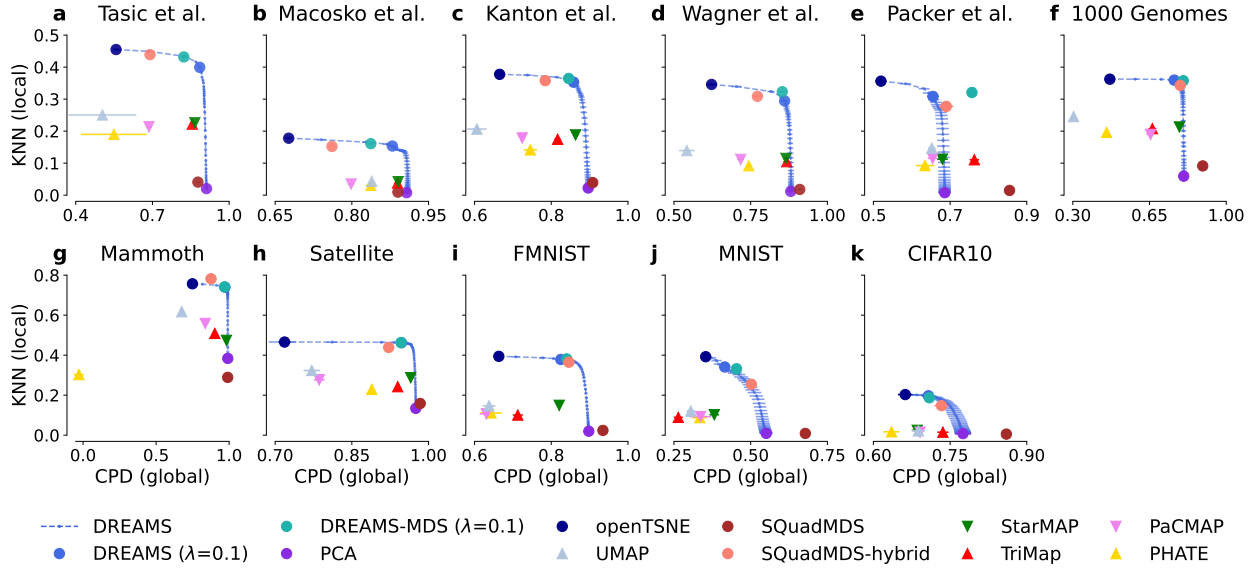 a Tasic et al. b Macosko et al. c Kanton et al. d Wagner et al. e Packer et al. f 1000 Genomes
KNN (local)
0.5
0.4
0.3
0.2
0.1
0.0
0.4 0.7 1.0 0.65 0.80 0.95 0.6 0.8 1.0 0.50 0.75 1.00 0.5 0.7 0.9 0.30 0.65 1.00
g Mammoth h Satellite i FMNIST j MNIST k CIFAR10
KNN (local)
0.8
0.6
0.4
0.2
0.0
0.0 0.5 1.0 0.70 0.85 1.00 0.6 0.8 1.0 0.25 0.50 0.75 0.60 0.75 0.90
CPD (global) CPD (global) CPD (global) CPD (global) CPD (global)
DREAMS DREAMS-MDS (λ=0.1) openTSNE SQuadMDS StarMAP PaCMAP
DREAMS (λ=0.1) PCA UMAP SQuadMDS-hybrid TriMap PHATE